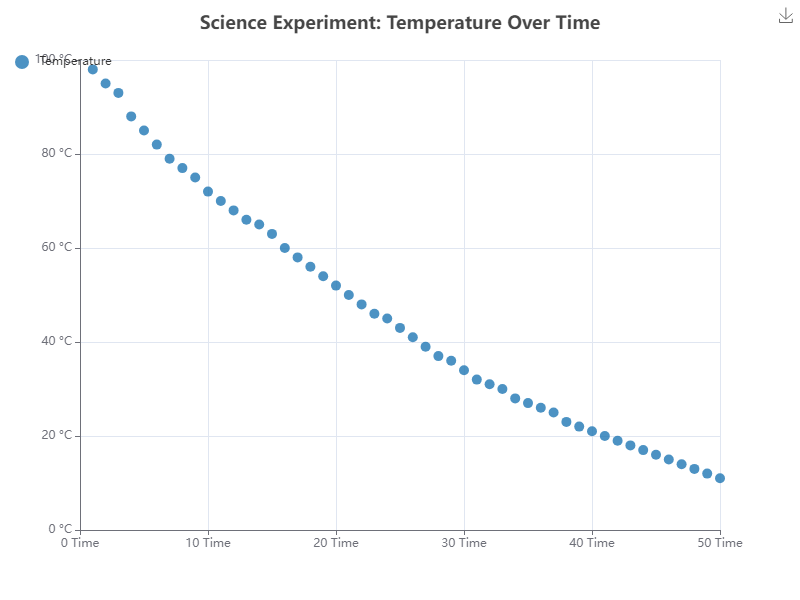 Science Experiment: Temperature Over Time
Temperature
100 °C
80 °C
60 °C
40 °C
20 °C
0 °C
0 Time
10 Time
20 Time
30 Time
40 Time
50 Time